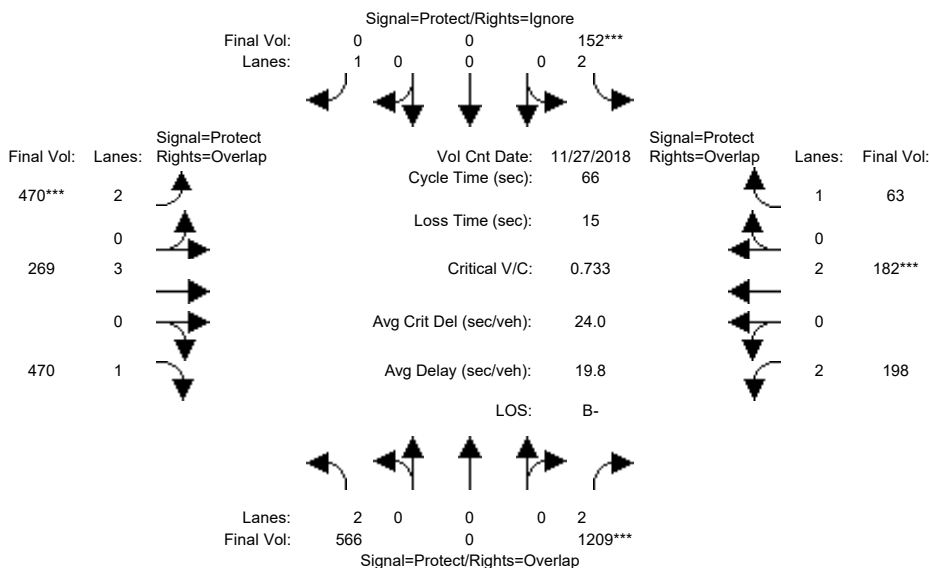 Signal=Protect/Rights=Ignore
Final Vol: 0 0 152***
Lanes: 1 0 0 0 2
Signal=Protect
Final Vol: Lanes: Rights=Overlap
Vol Cnt Date: 11/27/2018
Signal=Protect
Rights=Overlap Lanes: Final Vol:
Cycle Time (sec): 66
470*** 2
1 63
Loss Time (sec): 15
0
0
269 3
Critical V/C: 0.733
2 182***
0
Avg Crit Del (sec/veh): 24.0
0
470 1
Avg Delay (sec/veh): 19.8
2 198
LOS: B-
Lanes: 2 0 0 0 2
Final Vol: 566 0 1209***
Signal=Protect/Rights=Overlap